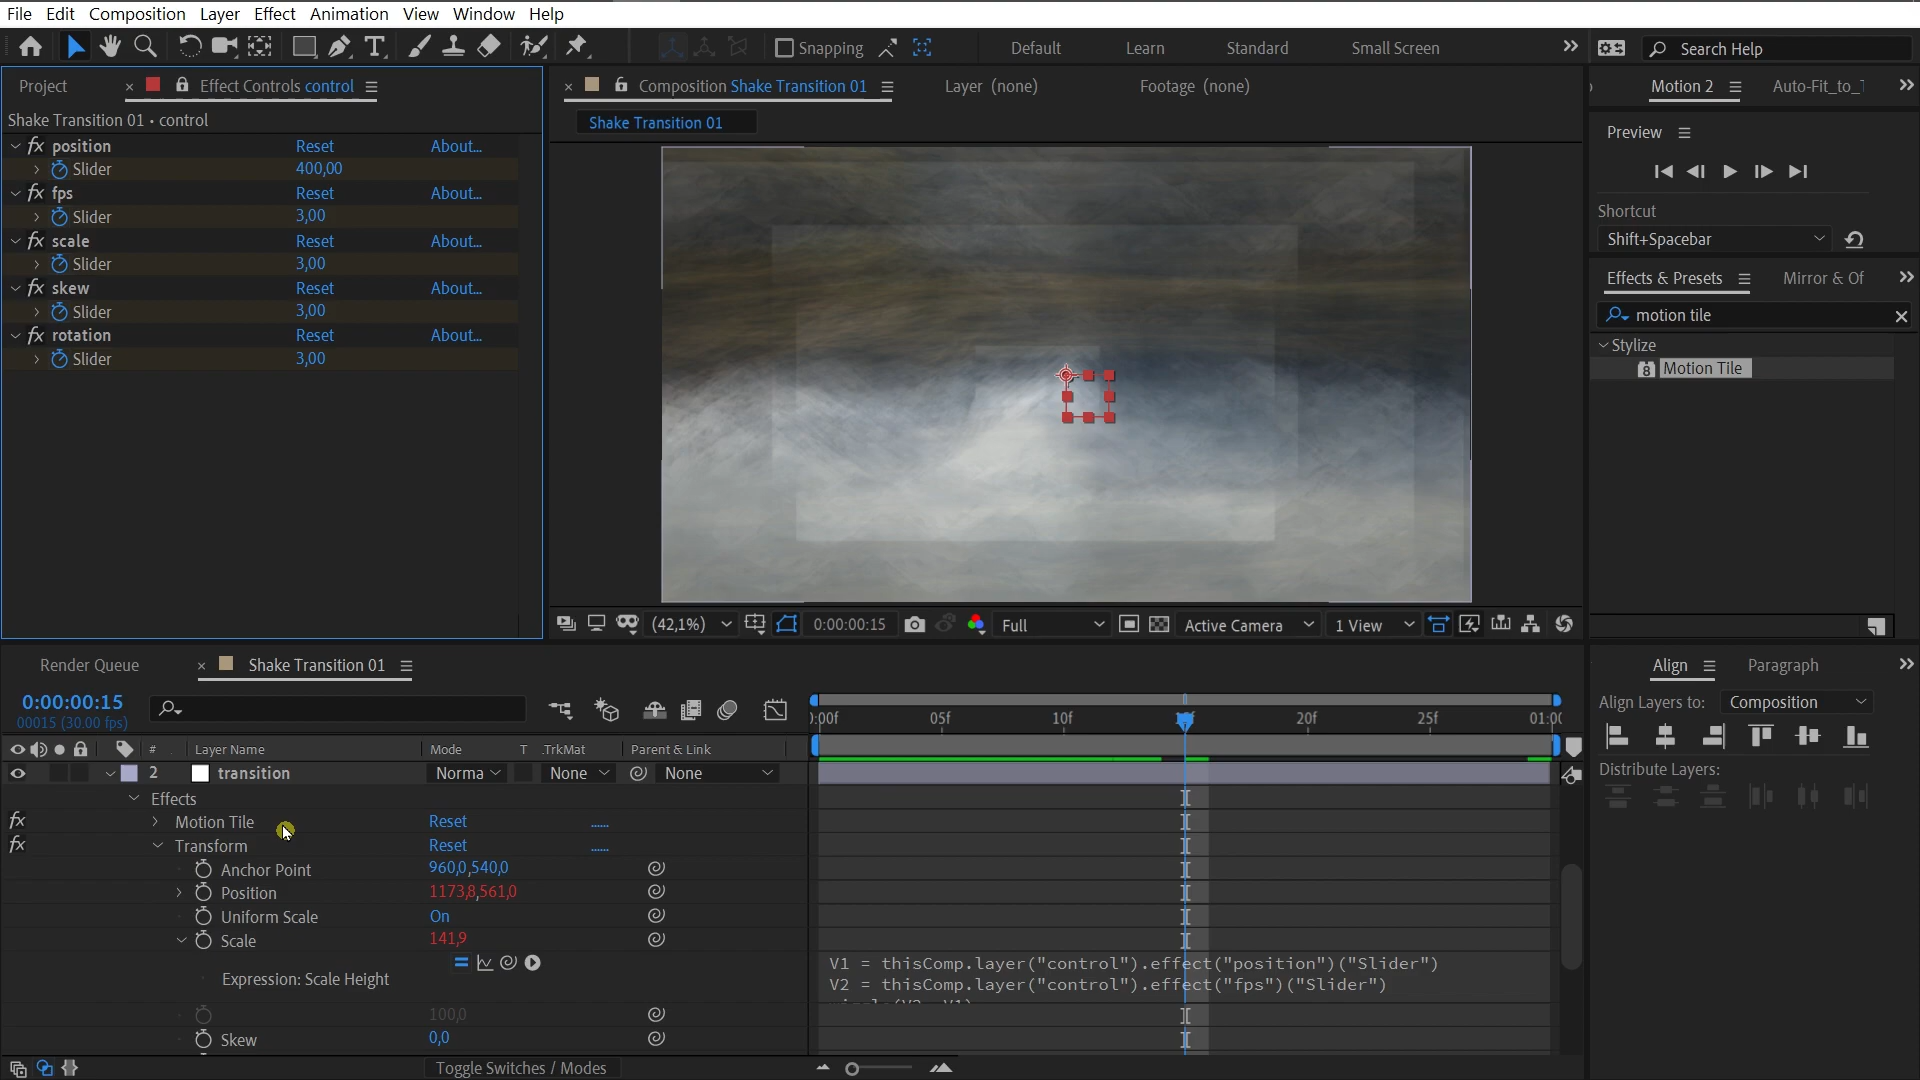 File Edit Composition Layer Effect Animation View Window Help
Snapping Default Learn Standard Small Screen Search Help
Project Effect Controls control
Composition Shake Transition 01 Layer (none) Footage (none)
Motion 2
Shake Transition 01 • control
Shake Transition 01
Preview
position Reset About...
Slider 400,00
fps Reset About...
Slider 3,00
scale Reset About...
Slider 3,00
skew Reset About...
Slider 3,00
rotation Reset About...
Slider 3,00
Shortcut
Shift+Spacebar
Effects & Presets Mirror & Of
motion tile
Stylize
8 Motion Tile
(42,1%) 0:00:00:15 Full Active Camera 1 View
Render Queue Shake Transition 01
Align Paragraph
0:00:00:15
00015 (30.00 fps)
Align Layers to: Composition
05f 10f 20f 25f
# Layer Name Mode T .TrkMat Parent & Link
2 transition Norma None None
Distribute Layers:
Effects
fx Motion Tile Reset ......
fx Transform Reset ......
Anchor Point 960,0,540,0
Position 1173,8,561,0
Uniform Scale On
Scale 141,9
Expression: Scale Height
V1 = thisComp.layer("control").effect("position")("Slider")
V2 = thisComp.layer("control").effect("fps")("Slider")
100,0
Skew 0,0
Toggle Switches / Modes